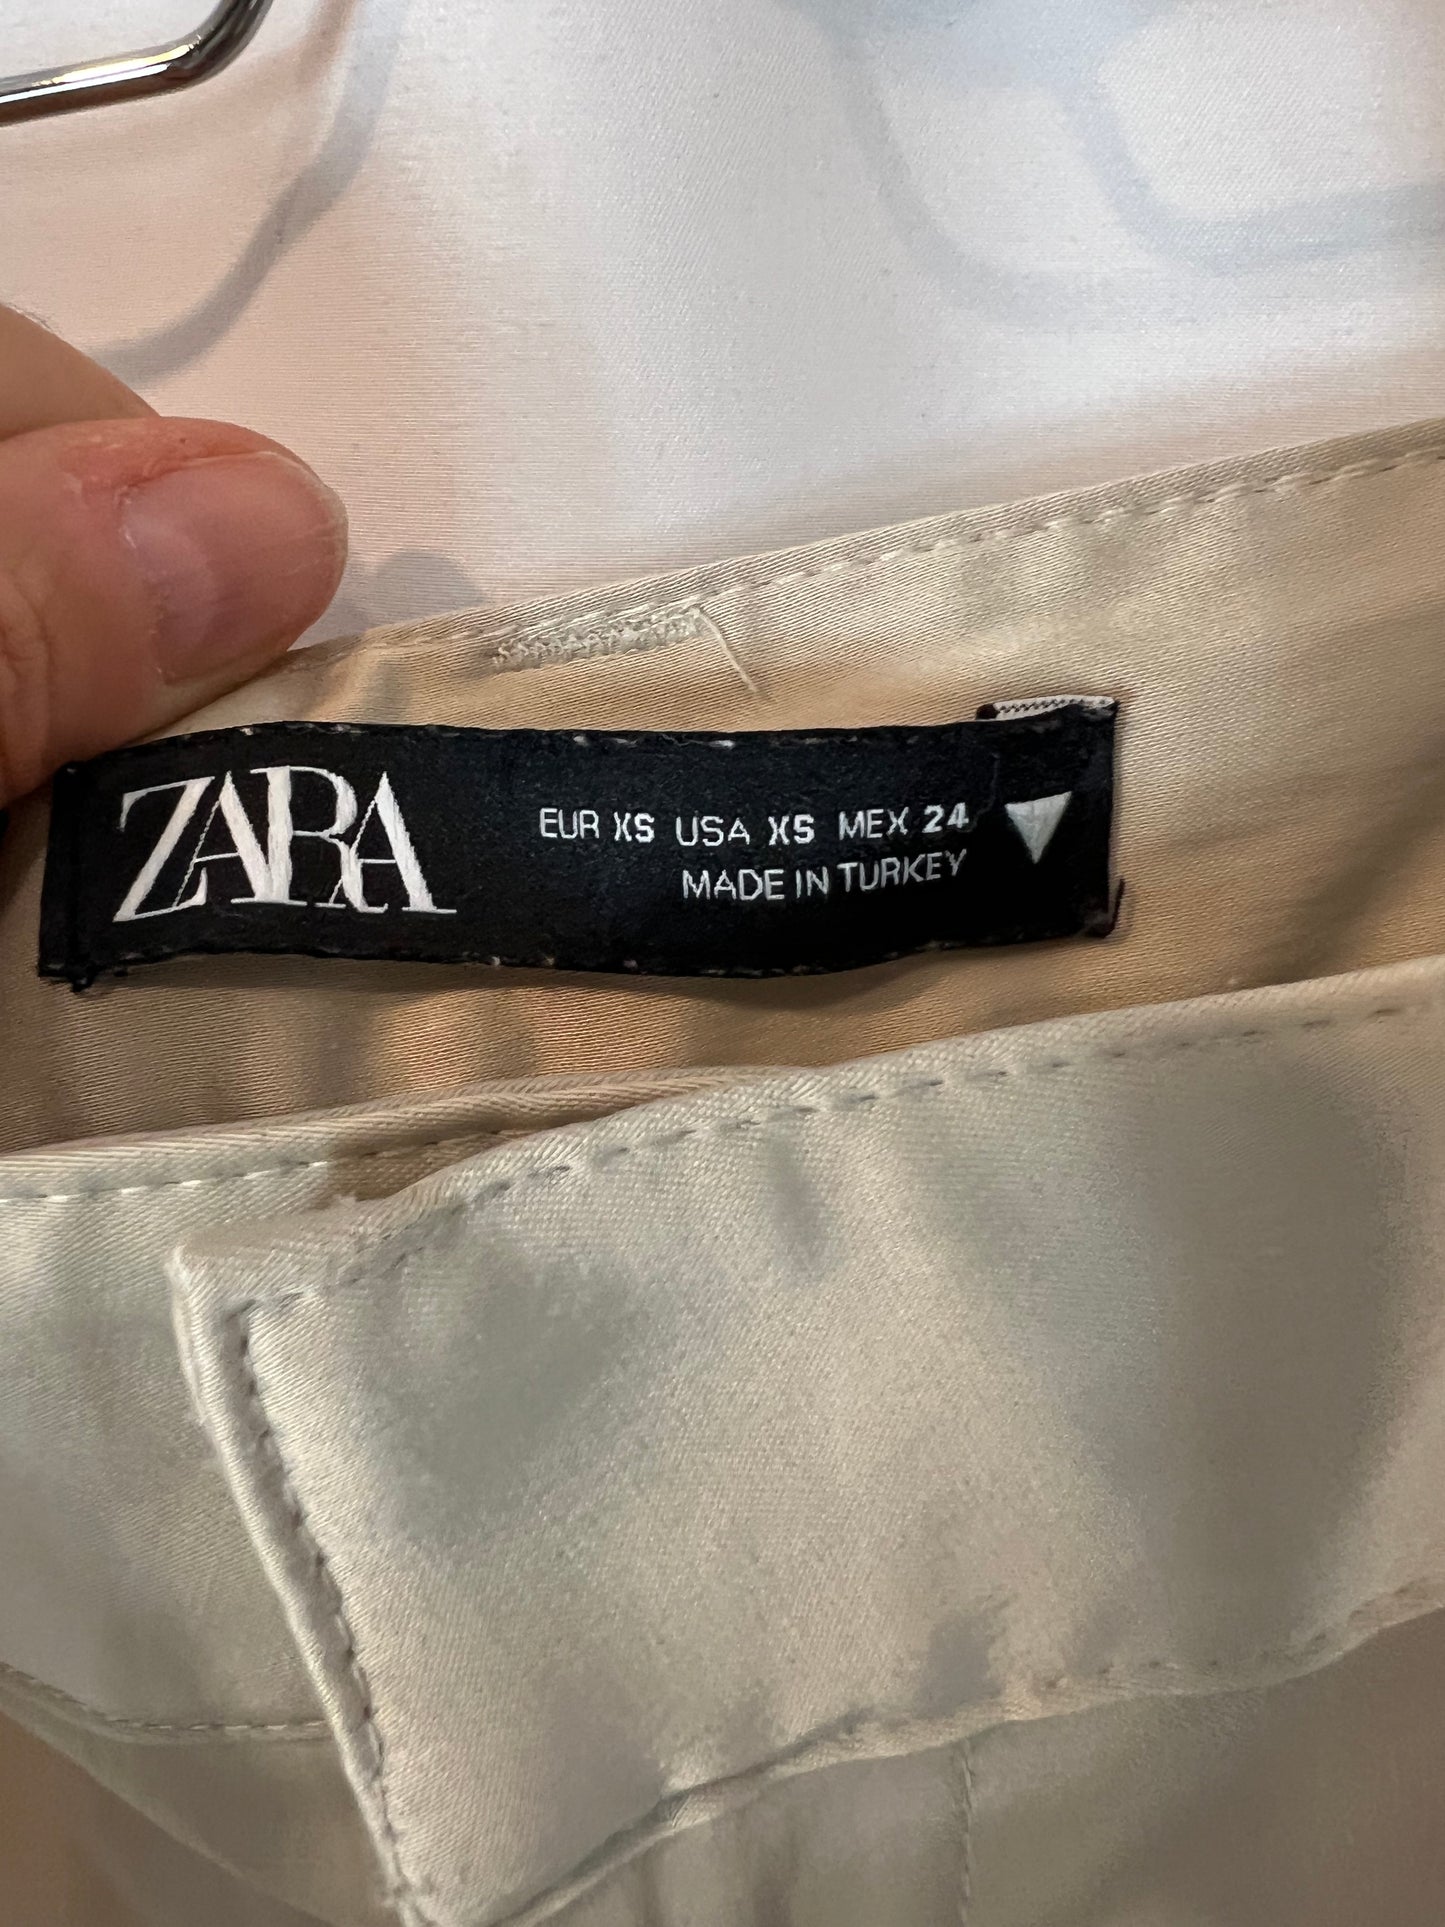 ZARA
EUR XS USA XS MEX 24
MADE IN TURKEY